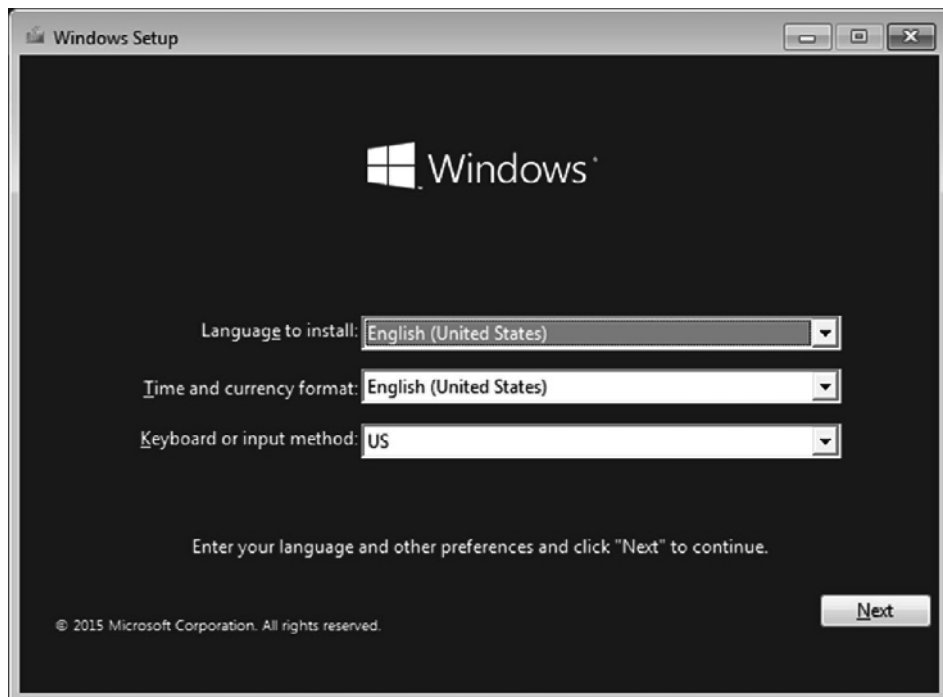 Windows Setup
Windows
Language to install: English (United States)
Time and currency format: English (United States)
Keyboard or input method: US
Enter your language and other preferences and click "Next" to continue.
Next
© 2015 Microsoft Corporation. All rights reserved.